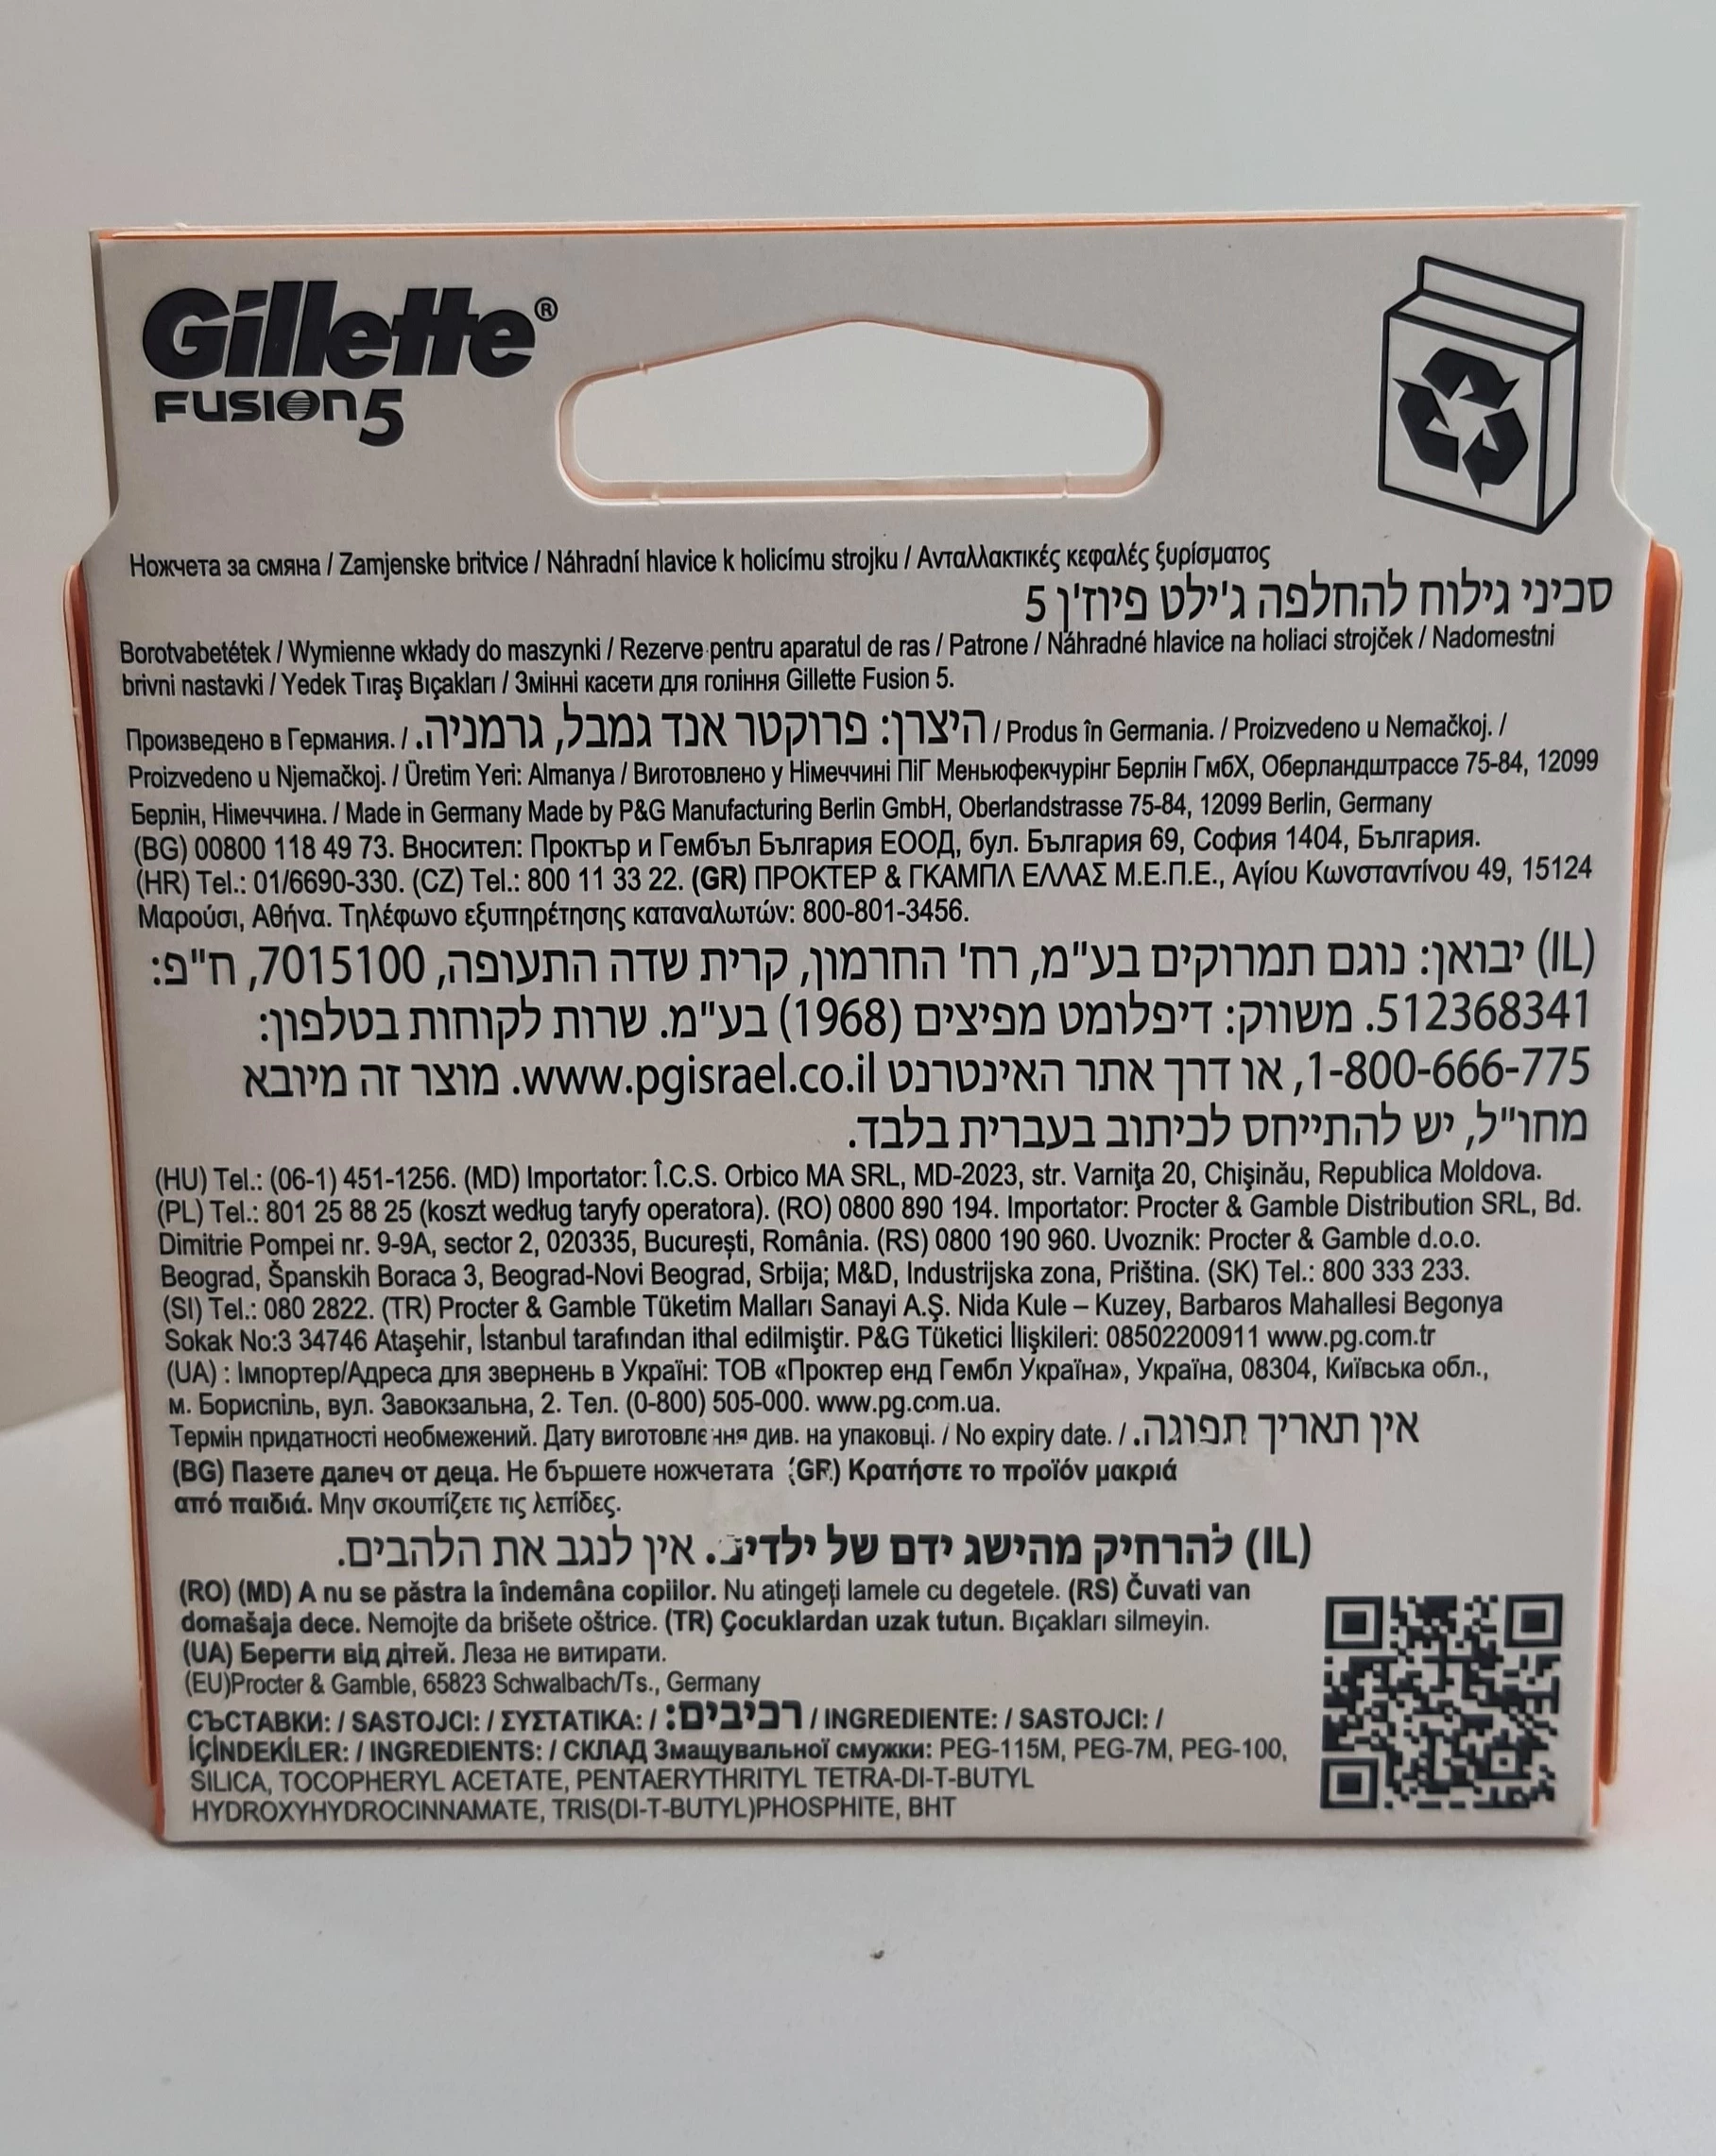 Gillette®
FUSION5
Ножчета за смяна / Zamjenske britvice / Náhradní hlavice k holicímu strojku / Ανταλλακτικές κεφαλές ξυρίσματος
סכיני גילוח להחלפה ג'ילט פיוז'ן 5
Borotvabetétek / Wymienne wkłady do maszynki / Rezerve pentru aparatul de ras / Patrone / Náhradné hlavice na holiaci strojček / Nadomestni
brivni nastavki / Yedek Tıraş Bıçakları / Змінні касети для гоління Gillette Fusion 5.
Произведено в Германия. / היצרן: פרוקטר אנד גמבל, גרמניה. / Produs în Germania. / Proizvedeno u Nemačkoj. /
Proizvedeno u Njemačkoj. / Üretim Yeri: Almanya / Виготовлено у Німеччині ПіГ Меньюфекчурінг Берлін ГмбХ, Оберландштрассе 75-84, 12099
Берлін, Німеччина. / Made in Germany Made by P&G Manufacturing Berlin GmbH, Oberlandstrasse 75-84, 12099 Berlin, Germany
(BG) 00800 118 49 73. Вносител: Проктър и Гембъл България ЕООД, бул. България 69, София 1404, България.
(HR) Tel.: 01/6690-330. (CZ) Tel.: 800 11 33 22. (GR) ΠΡΟΚΤΕΡ & ΓΚΑΜΠΛ ΕΛΛΑΣ Μ.Ε.Π.Ε., Αγίου Κωνσταντίνου 49, 15124
Μαρούσι, Αθήνα. Τηλέφωνο εξυπηρέτησης καταναλωτών: 800-801-3456.
(IL) יבואן: נוגם תמרוקים בע"מ, רח' החרמון, קרית שדה התעופה, 7015100, ח"פ:
512368341. משווק: דיפלומט מפיצים (1968) בע"מ. שרות לקוחות בטלפון:
1-800-666-775, או דרך אתר האינטרנט www.pgisrael.co.il. מוצר זה מיובא
מחו"ל, יש להתייחס לכיתוב בעברית בלבד.
(HU) Tel.: (06-1) 451-1256. (MD) Importator: Î.C.S. Orbico MA SRL, MD-2023, str. Varniţa 20, Chişinău, Republica Moldova.
(PL) Tel.: 801 25 88 25 (koszt według taryfy operatora). (RO) 0800 890 194. Importator: Procter & Gamble Distribution SRL, Bd.
Dimitrie Pompei nr. 9-9A, sector 2, 020335, București, România. (RS) 0800 190 960. Uvoznik: Procter & Gamble d.o.o.
Beograd, Španskih Boraca 3, Beograd-Novi Beograd, Srbija; M&D, Industrijska zona, Priština. (SK) Tel.: 800 333 233.
(SI) Tel.: 080 2822. (TR) Procter & Gamble Tüketim Malları Sanayi A.Ş. Nida Kule – Kuzey, Barbaros Mahallesi Begonya
Sokak No:3 34746 Ataşehir, İstanbul tarafından ithal edilmiştir. P&G Tüketici İlişkileri: 08502200911 www.pg.com.tr
(UA) : Імпортер/Адреса для звернень в Україні: ТОВ «Проктер енд Гембл Україна», Україна, 08304, Київська обл.,
м. Бориспіль, вул. Завокзальна, 2. Тел. (0-800) 505-000. www.pg.com.ua.
Термін придатності необмежений. Дату виготовлення див. на упаковці. / No expiry date. / אין תאריך תפוגה.
(BG) Пазете далеч от деца. Не бършете ножчетата (GR) Κρατήστε το προϊόν μακριά
από παιδιά. Μην σκουπίζετε τις λεπίδες.
(IL) להרחיק מהישג ידם של ילדים. אין לנגב את הלהבים.
(RO) (MD) A nu se păstra la îndemâna copiilor. Nu atingeţi lamele cu degetele. (RS) Čuvati van
domašaja dece. Nemojte da brišete oštrice. (TR) Çocuklardan uzak tutun. Bıçakları silmeyin.
(UA) Берегти від дітей. Леза не витирати.
(EU)Procter & Gamble, 65823 Schwalbach/Ts., Germany
СЪСТАВКИ: / SASTOJCI: / ΣΥΣΤΑΤΙΚΑ: / רכיבים: / INGREDIENTE: / SASTOJCI: /
İÇİNDEKİLER: / INGREDIENTS: / СКЛАД Змащувальної смужки: PEG-115M, PEG-7M, PEG-100,
SILICA, TOCOPHERYL ACETATE, PENTAERYTHRITYL TETRA-DI-T-BUTYL
HYDROXYHYDROCINNAMATE, TRIS(DI-T-BUTYL)PHOSPHITE, BHT